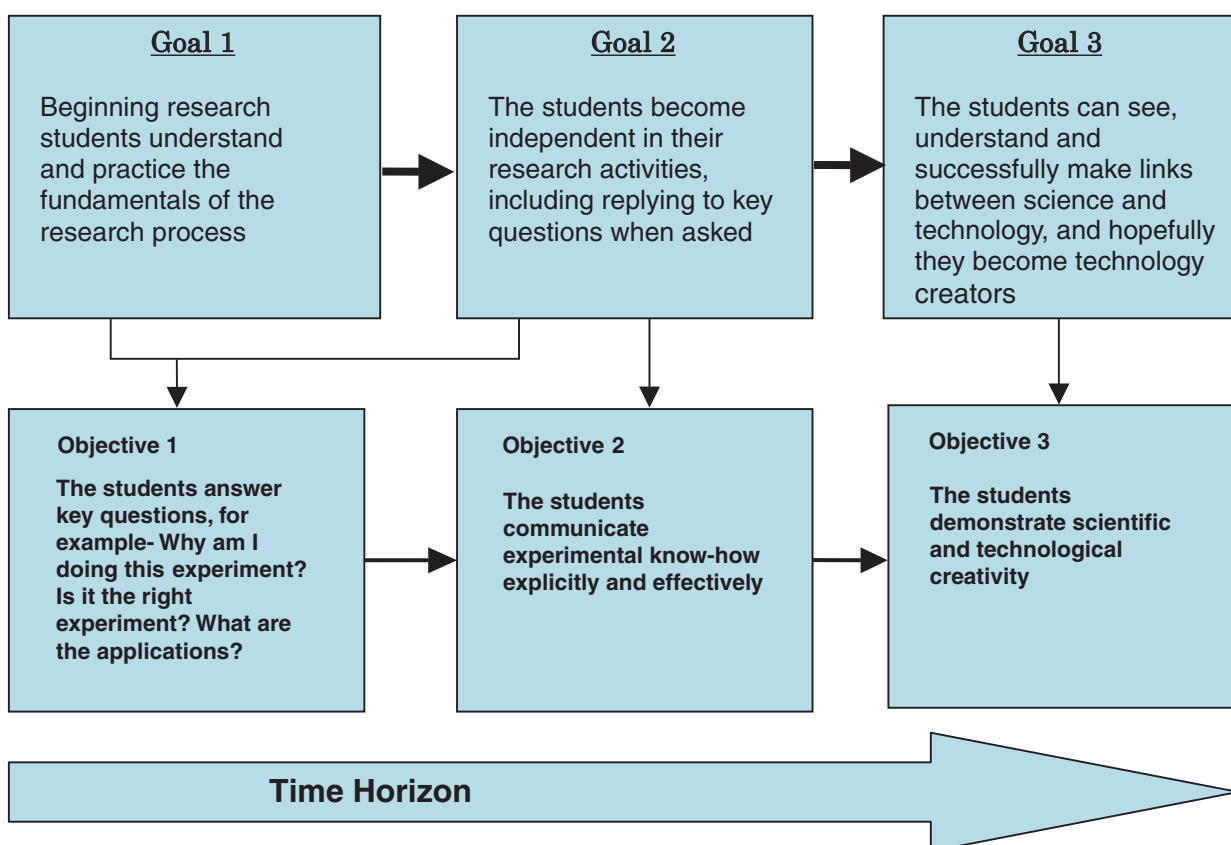 Goal 1
Beginning research
students understand
and practice the
fundamentals of the
research process
Goal 2
The students become
independent in their
research activities,
including replying to key
questions when asked
Goal 3
The students can see,
understand and
successfully make links
between science and
technology, and hopefully
they become technology
creators
Objective 1
The students answer
key questions, for
example- Why am I
doing this experiment?
Is it the right
experiment? What are
the applications?
Objective 2
The students
communicate
experimental know-how
explicitly and effectively
Objective 3
The students
demonstrate scientific
and technological
creativity
Time Horizon